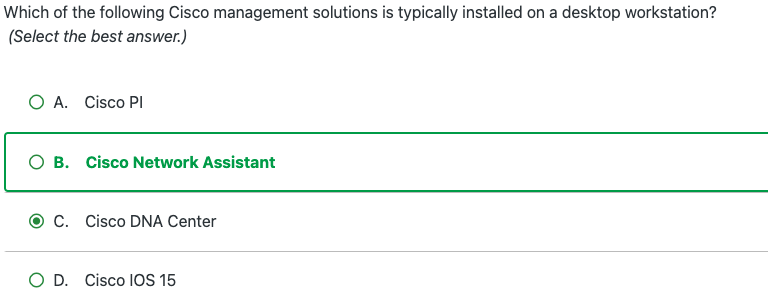 Which of the following Cisco management solutions is typically installed on a desktop workstation?
(Select the best answer.)
A. Cisco PI
B. Cisco Network Assistant
C. Cisco DNA Center
D. Cisco IOS 15